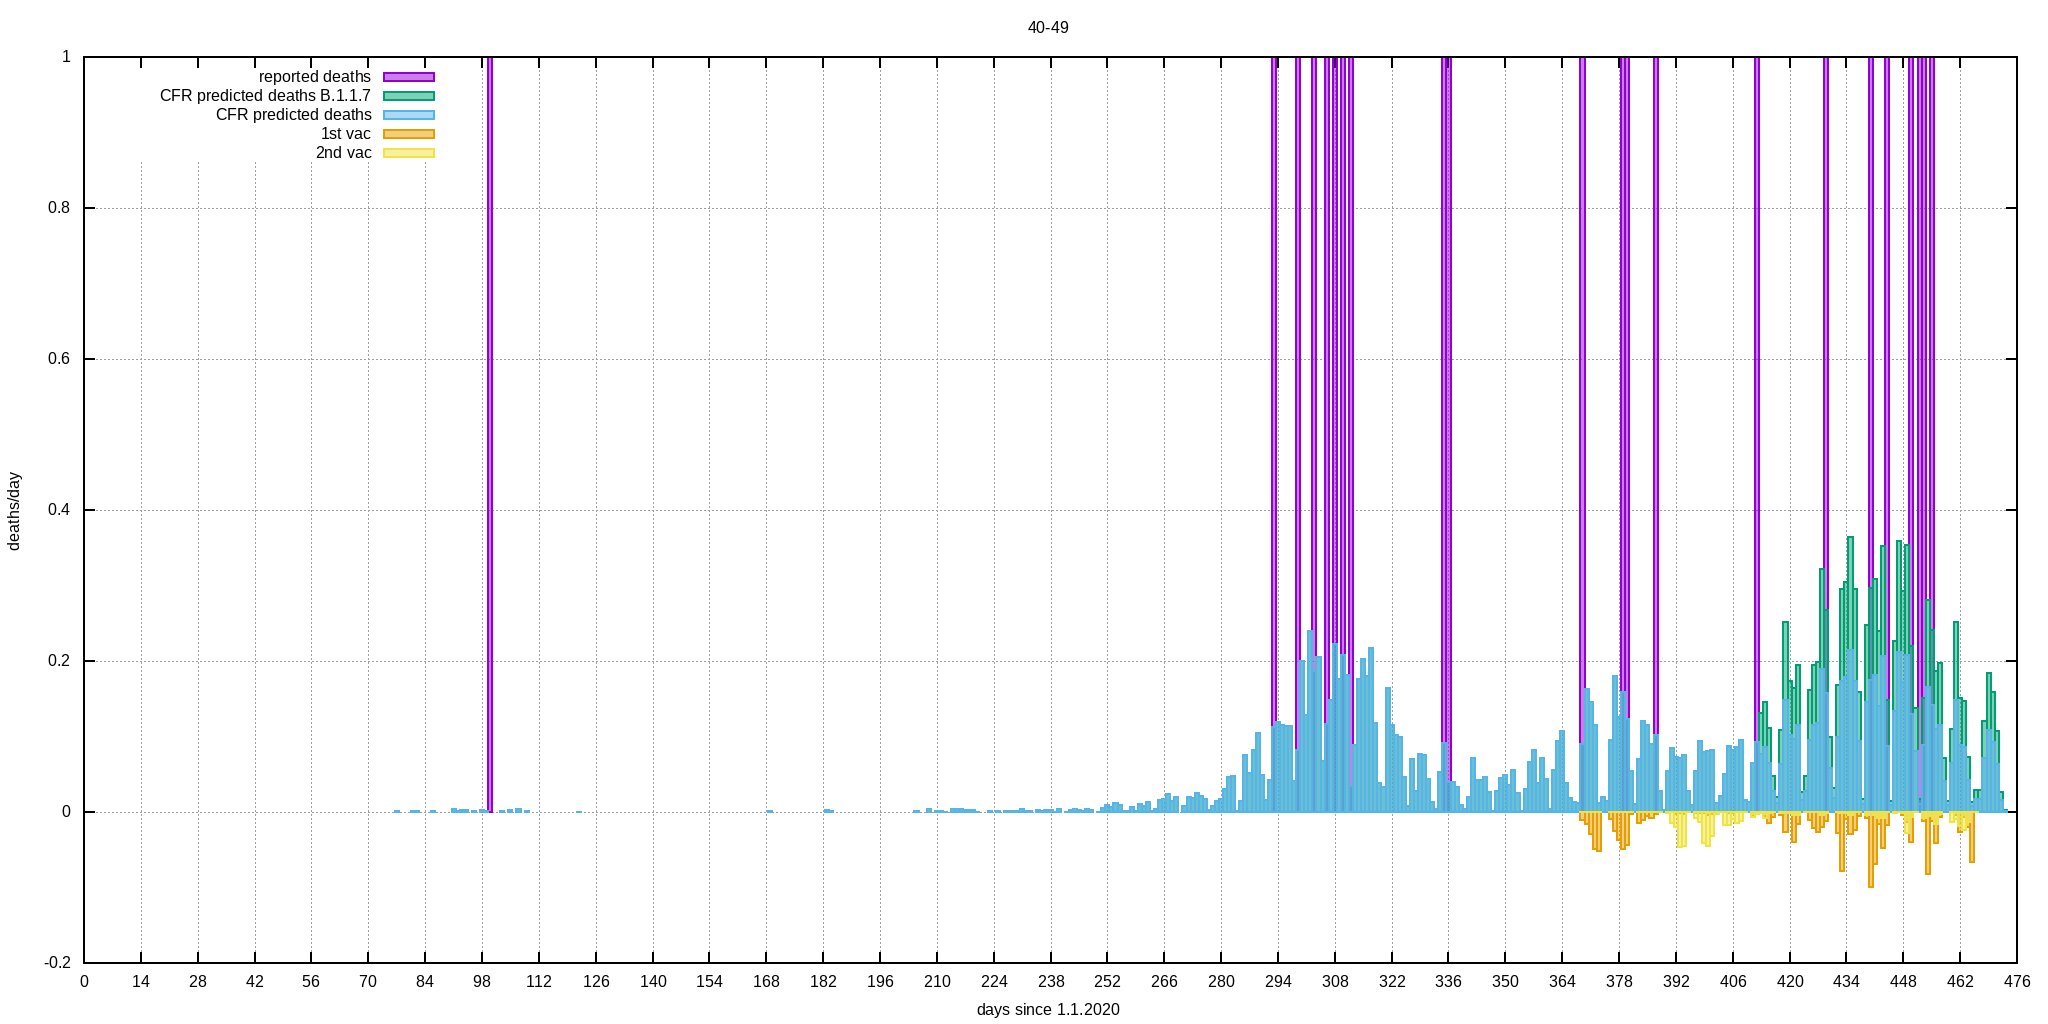 40-49
1
reported deaths
CFR predicted deaths B.1.1.7
CFR predicted deaths
1st vac
2nd vac
0.8
0.6
0.4
deaths/day
0.2
0
-0.2
0 14 28 42 56 70 84 98 112 126 140 154 168 182 196 210 224 238 252 266 280 294 308 322 336 350 364 378 392 406 420 434 448 462 476
days since 1.1.2020